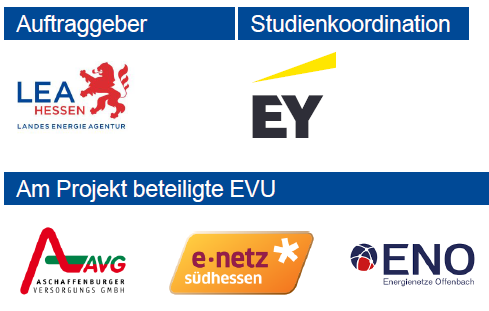 Auftraggeber
Studienkoordination
LEA
HESSEN
LANDES ENERGIE AGENTUR
EY
Am Projekt beteiligte EVU
AVG
ASCHAFFENBURGER
VERSORGUNGS GMBH
e·netz
südhessen
ENO
Energienetze Offenbach